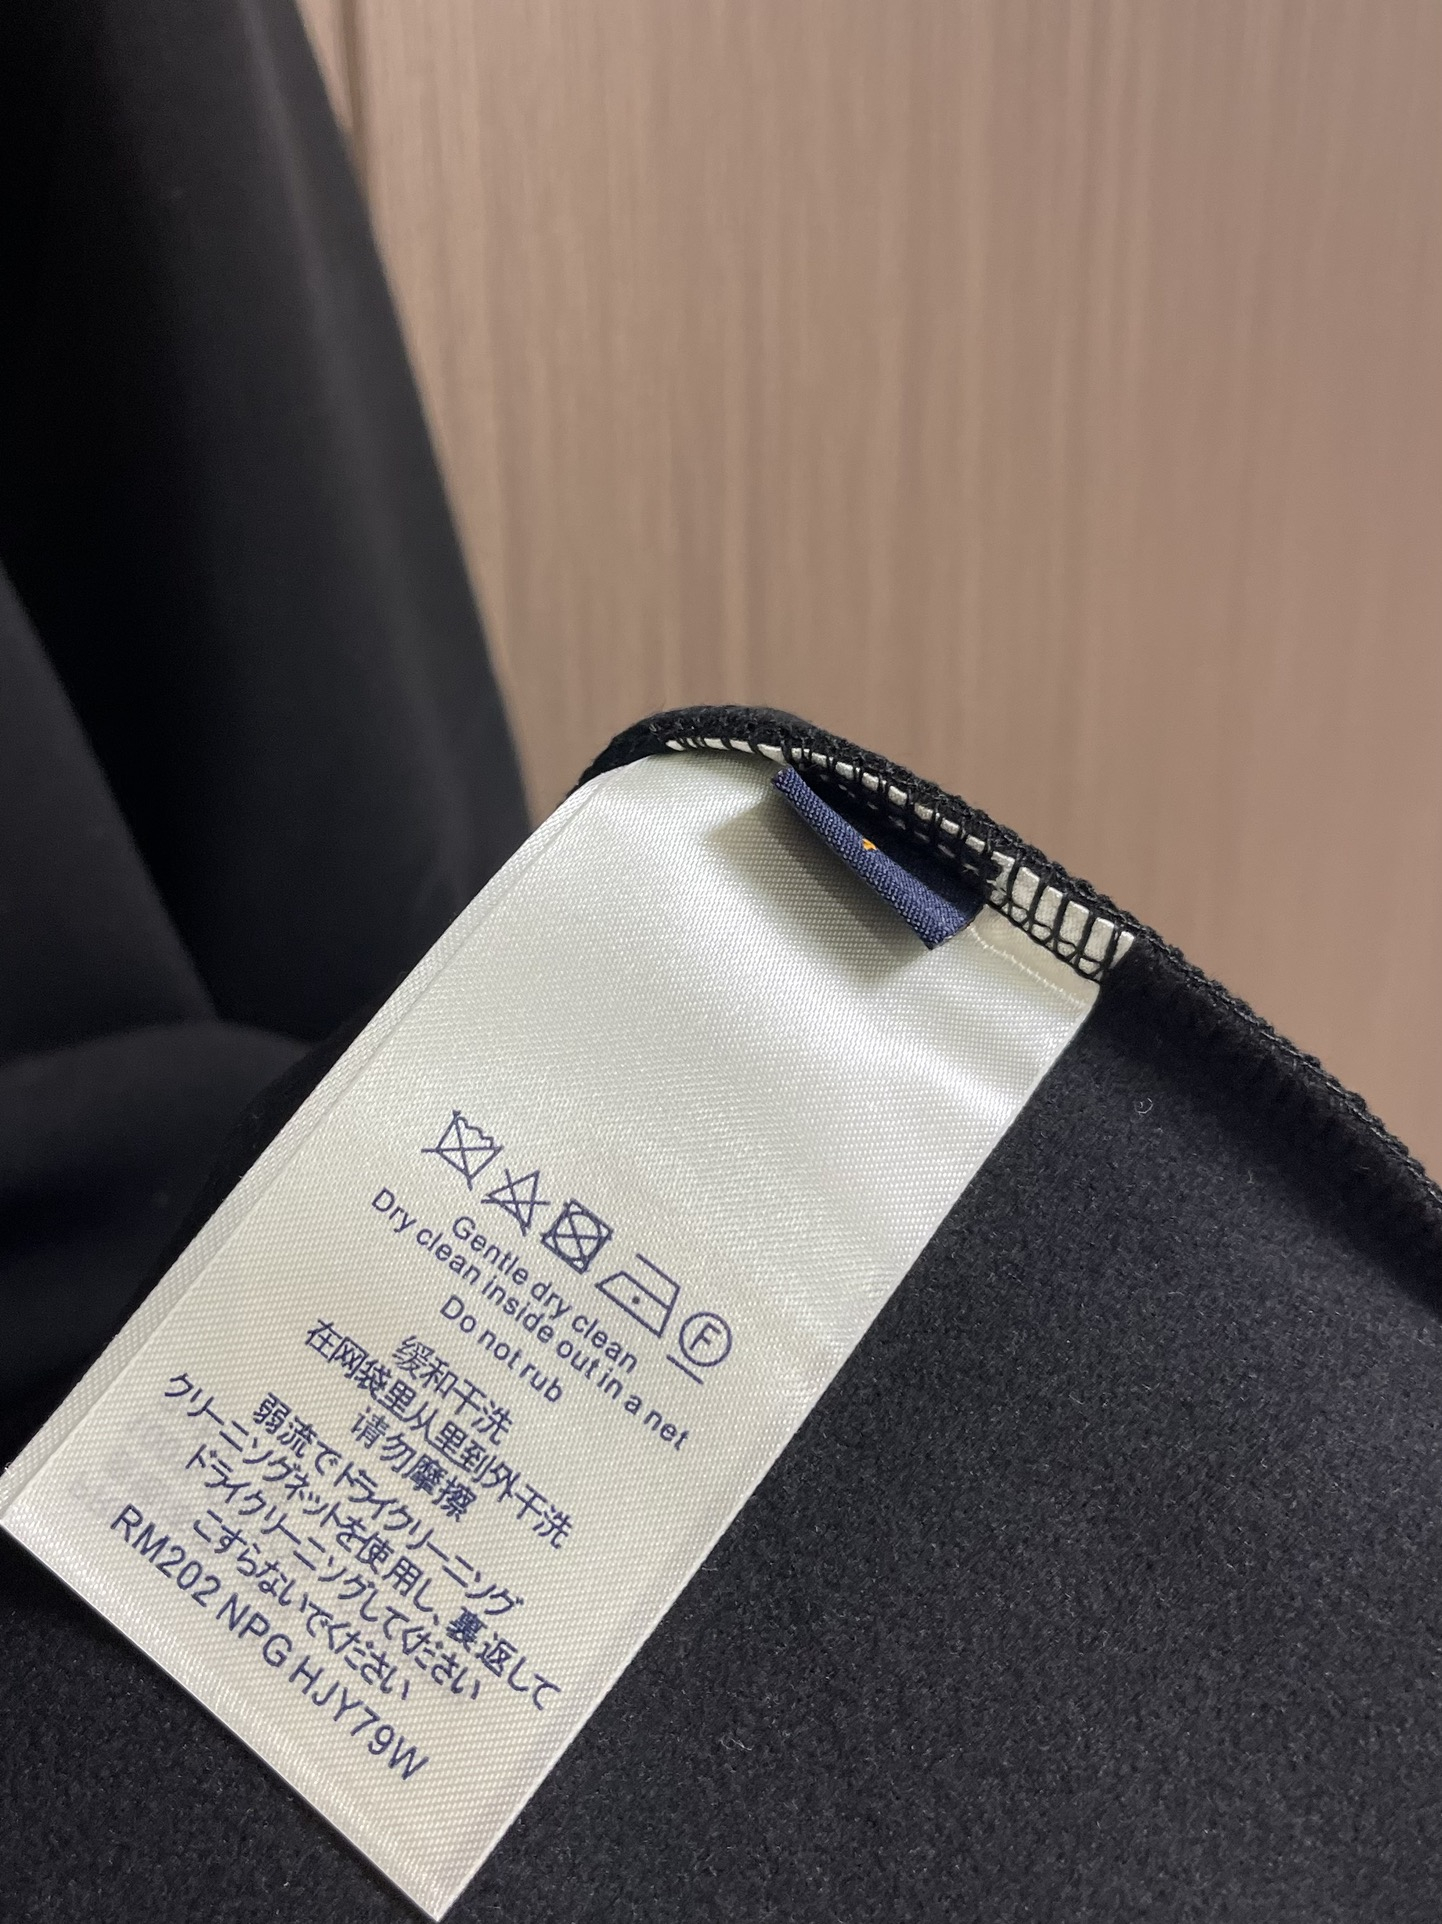 F
Gentle dry clean
Dry clean inside out in a net
Do not rub
缓和干洗
在网袋里从里到外干洗
请勿摩擦
弱流でドライクリーニング
クリーニングネットを使用し、裏返して
ドライクリーニングしてください
こすらないでください
RM202 NPG HJY79W